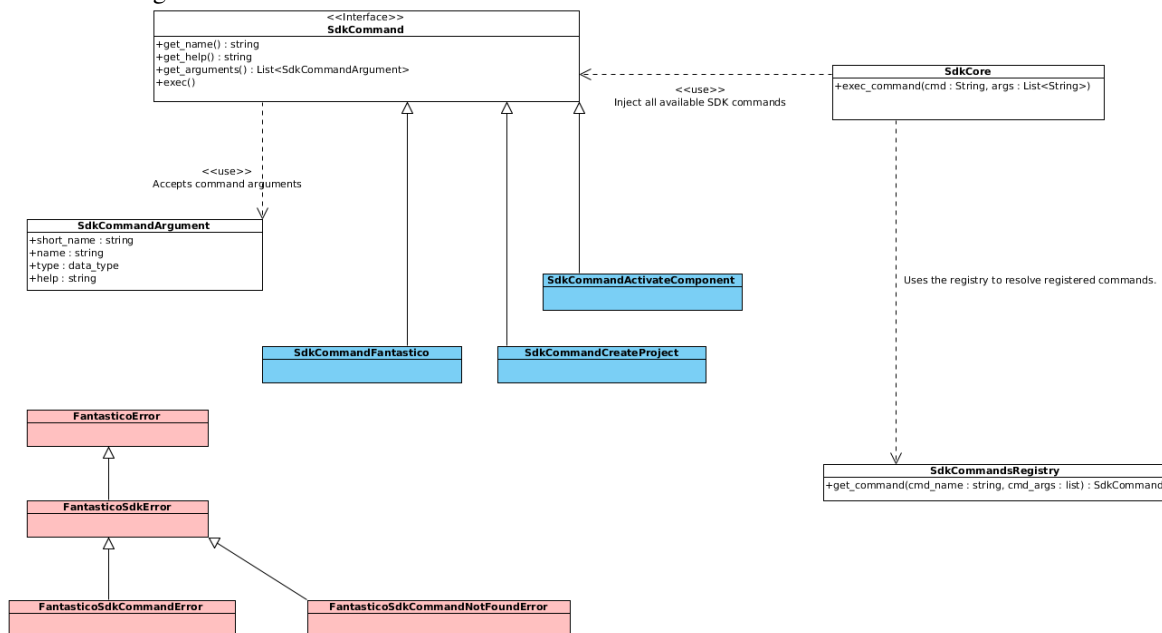 <<Interface>>
SdkCommand
+get_name() : string
+get_help() : string
+get_arguments() : List<SdkCommandArgument>
+exec()
SdkCore
+exec_command(cmd : String, args : List<String>)
<<use>>
Inject all available SDK commands
<<use>>
Accepts command arguments
SdkCommandArgument
+short_name : string
+name : string
+type : data_type
+help : string
SdkCommandActivateComponent
Uses the registry to resolve registered commands.
SdkCommandFantastico
SdkCommandCreateProject
FantasticoError
SdkCommandsRegistry
+get_command(cmd_name : string, cmd_args : list) : SdkCommand
FantasticoSdkError
FantasticoSdkCommandError
FantasticoSdkCommandNotFoundError